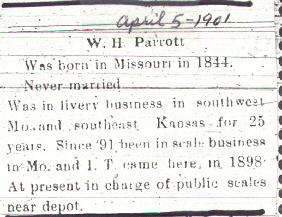 April 5-1901
W. H. Parrott
Was born in Missouri in 1844.
Never married
Was in livery business in southwest
Mo. and southeast Kansas for 25
years. Since '91 been in scale business
in Mo. and I. T. came here, in 1898
At present in charge of public scales
near depot.